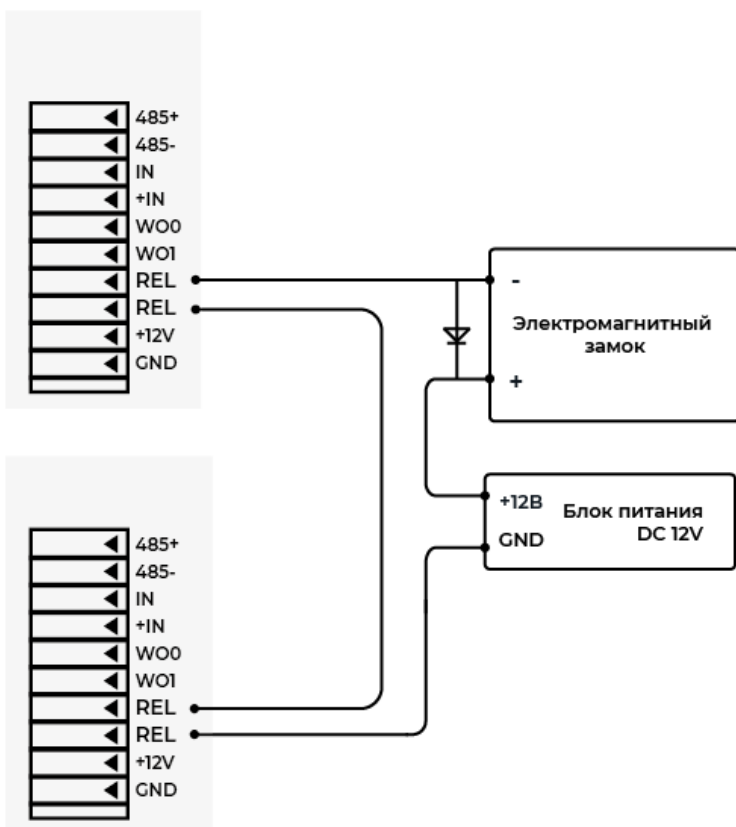 485+
485-
IN
+IN
WO0
WO1
REL
REL
+12V
GND
-
Электромагнитный
замок
+
+12В
GND
Блок питания
DC 12V
485+
485-
IN
+IN
WO0
WO1
REL
REL
+12V
GND